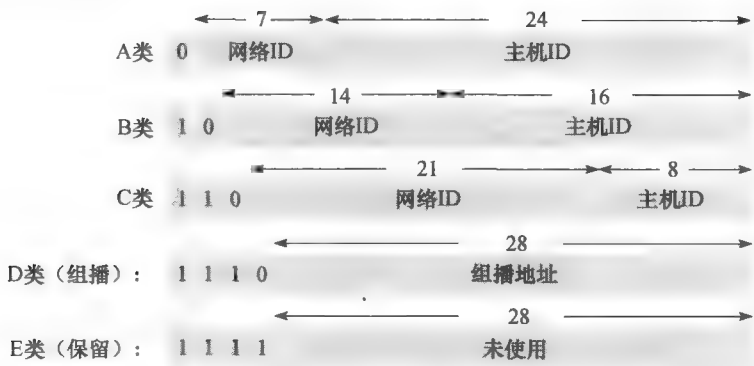 7 24
A类 0 网络ID 主机ID
14 16
B类 1 0 网络ID 主机ID
21 8
C类 1 1 0 网络ID 主机ID
28
D类（组播）： 1 1 1 0 组播地址
28
E类（保留）： 1 1 1 1 未使用